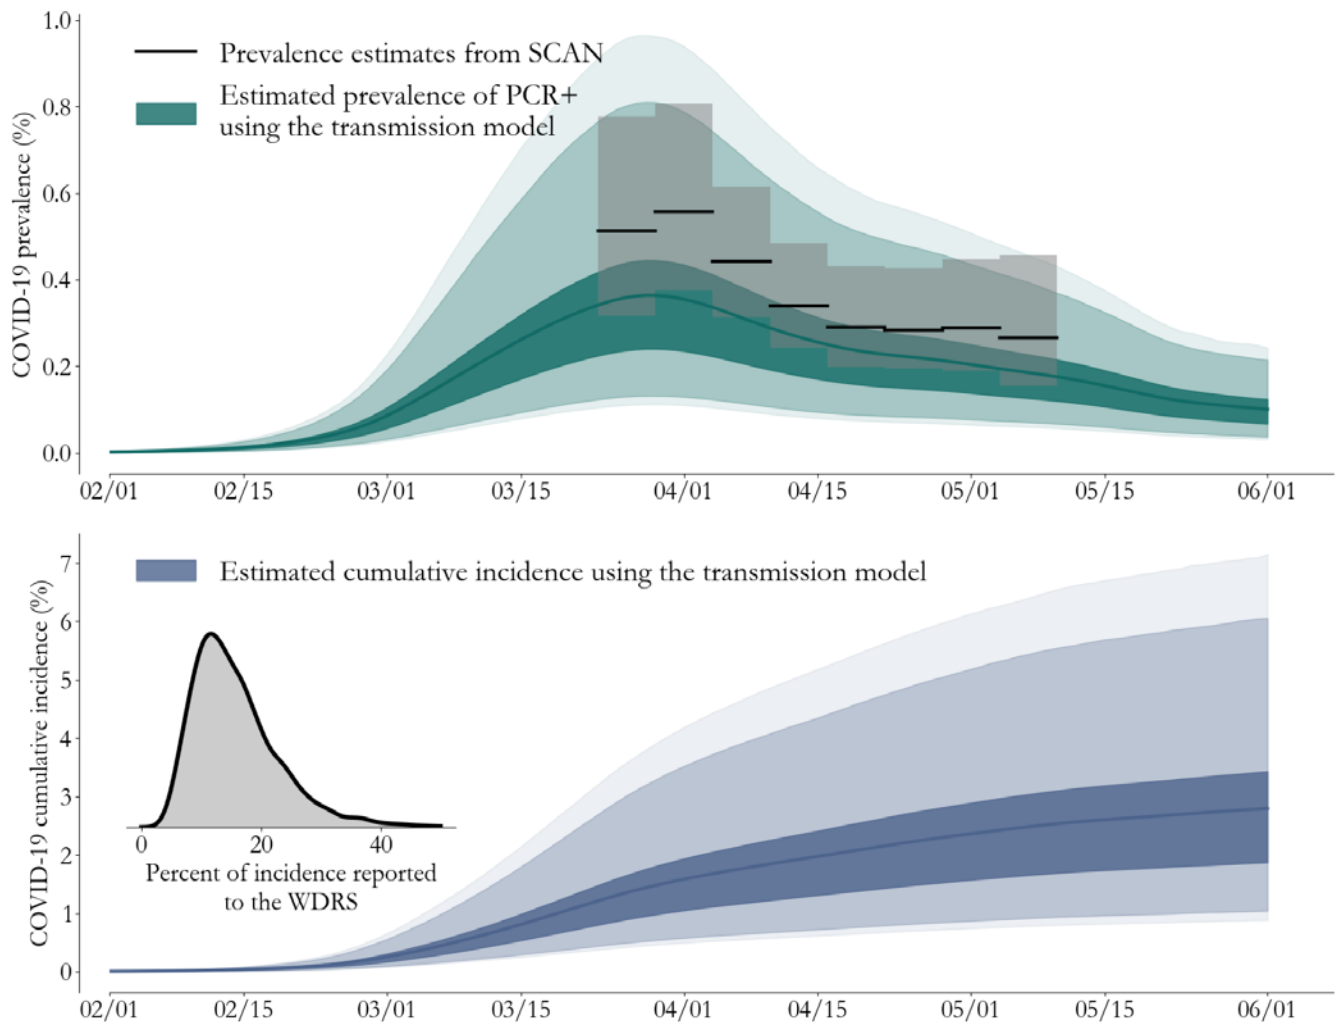 1.0
0.8
0.6
0.4
0.2
0.0
COVID-19 prevalence (%)
Prevalence estimates from SCAN
Estimated prevalence of PCR+
using the transmission model
02/01 02/15 03/01 03/15 04/01 04/15 05/01 05/15 06/01
7
6
5
4
3
2
1
0
COVID-19 cumulative incidence (%)
Estimated cumulative incidence using the transmission model
0 20 40
Percent of incidence reported
to the WDRS
02/01 02/15 03/01 03/15 04/01 04/15 05/01 05/15 06/01